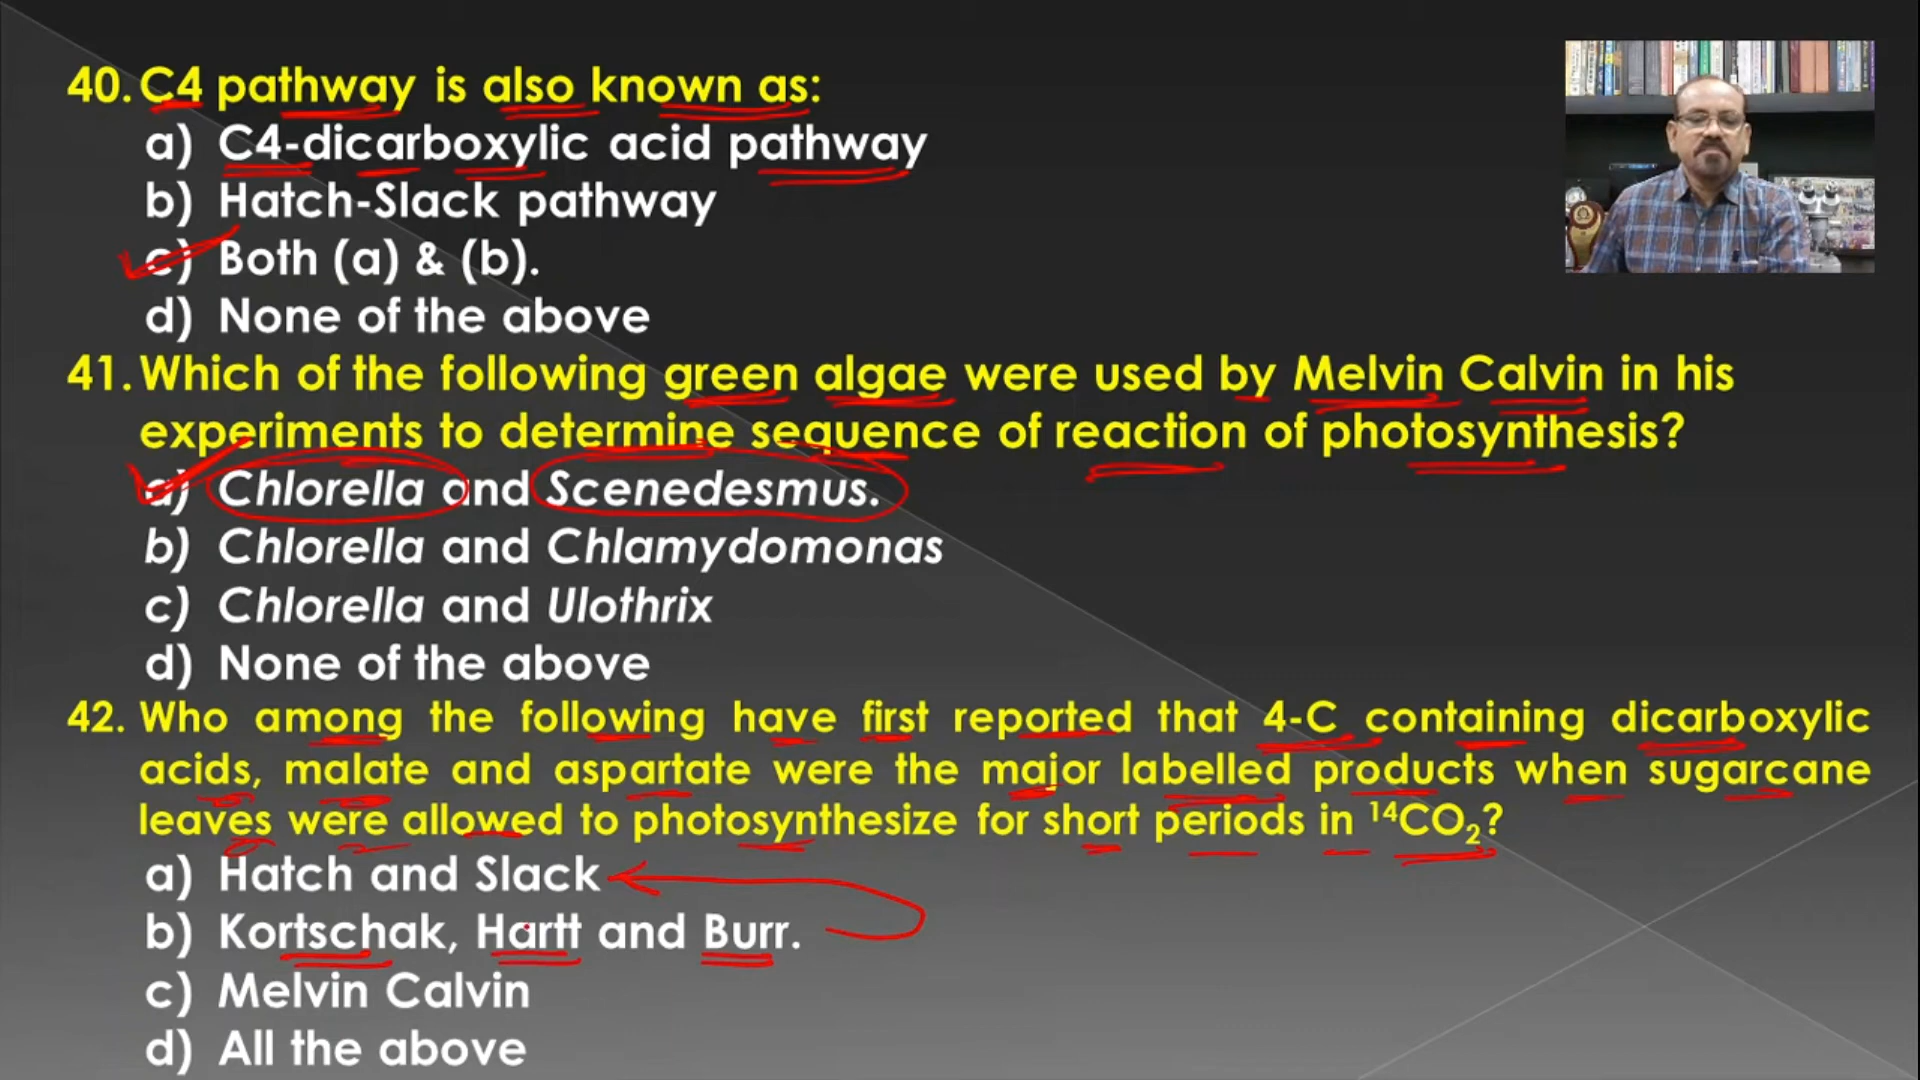 40. C4 pathway is also known as:
a) C4-dicarboxylic acid pathway
b) Hatch-Slack pathway
c) Both (a) & (b).
d) None of the above
41. Which of the following green algae were used by Melvin Calvin in his
experiments to determine sequence of reaction of photosynthesis?
a) Chlorella and Scenedesmus.
b) Chlorella and Chlamydomonas
c) Chlorella and Ulothrix
d) None of the above
42. Who among the following have first reported that 4-C containing dicarboxylic
acids, malate and aspartate were the major labelled products when sugarcane
leaves were allowed to photosynthesize for short periods in ¹⁴CO₂?
a) Hatch and Slack
b) Kortschak, Hartt and Burr.
c) Melvin Calvin
d) All the above